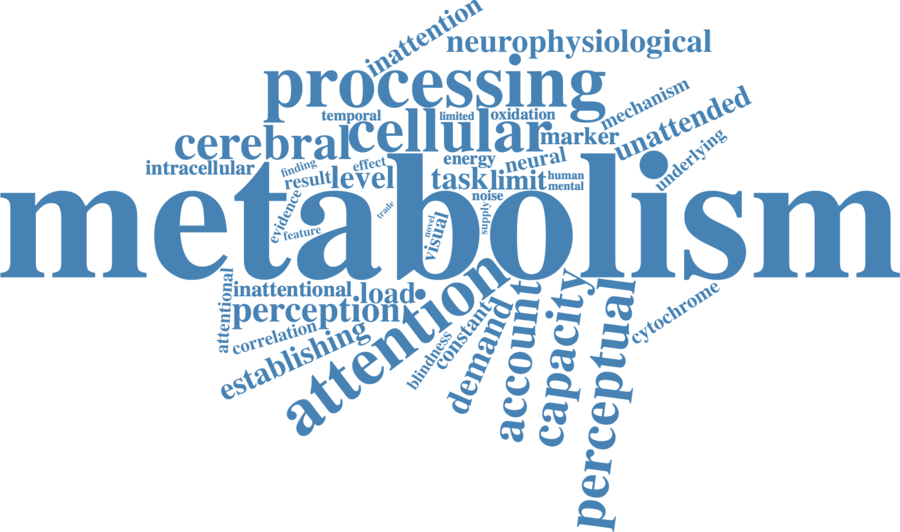 inattention
neurophysiological
processing
mechanism
temporal
limited
oxidation
unattended
cerebral
cellular
marker
underlying
intracellular
finding
effect
energy
neural
result
level
task
limit
human
mental
metabolism
evidence
feature
trade
novel
visual
noise
supply
attentional
inattentional
load
perception
correlation
establishing
attention
blindness
constant
demand
account
capacity
perceptual
cytochrome